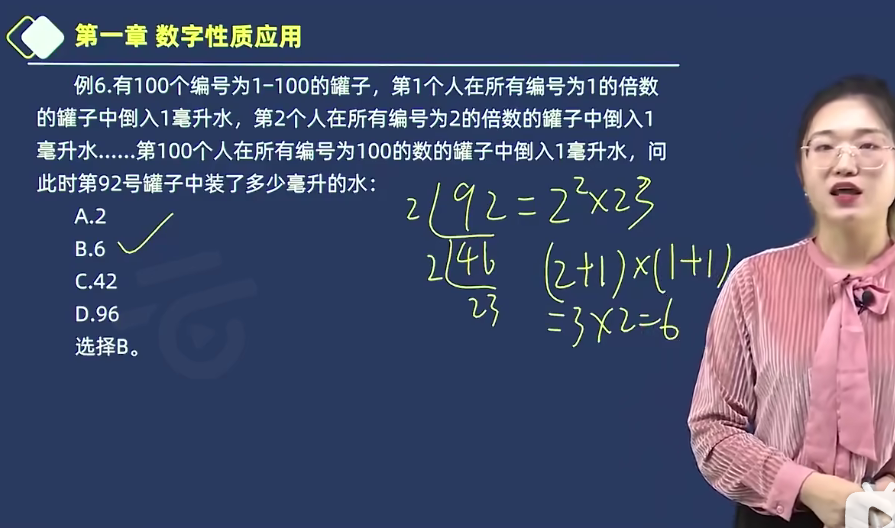 第一章 数字性质应用
例6.有100个编号为1-100的罐子，第1个人在所有编号为1的倍数
的罐子中倒入1毫升水，第2个人在所有编号为2的倍数的罐子中倒入1
毫升水……第100个人在所有编号为100的数的罐子中倒入1毫升水，问
此时第92号罐子中装了多少毫升的水：
A.2
B.6
C.42
D.96
选择B。
2 92 = 2²×23
2 46 (2+1)×(1+1)
23 =3×2=6